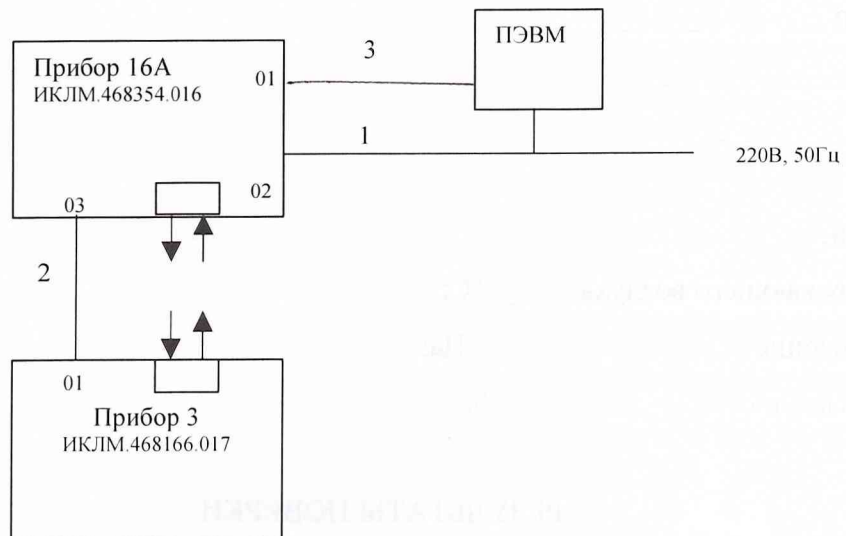 ПЭВМ
3
Прибор 16А
01
ИКЛМ.468354.016
1
220В, 50Гц
02
03
2
01
Прибор 3
ИКЛМ.468166.017